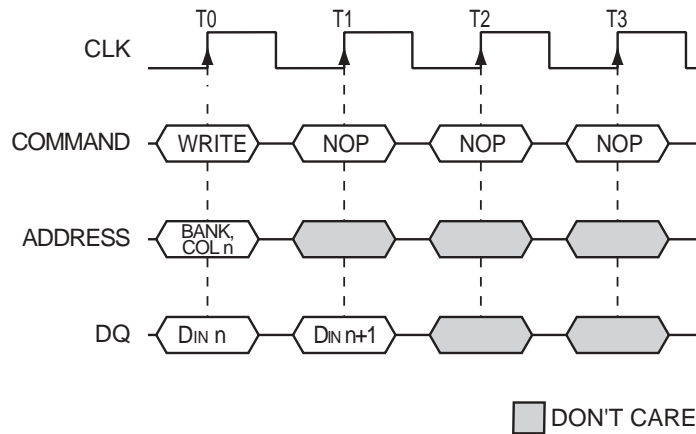 T0 T1 T2 T3
CLK
COMMAND WRITE NOP NOP NOP
ADDRESS BANK, COL n
DQ DIN n DIN n+1
DON'T CARE